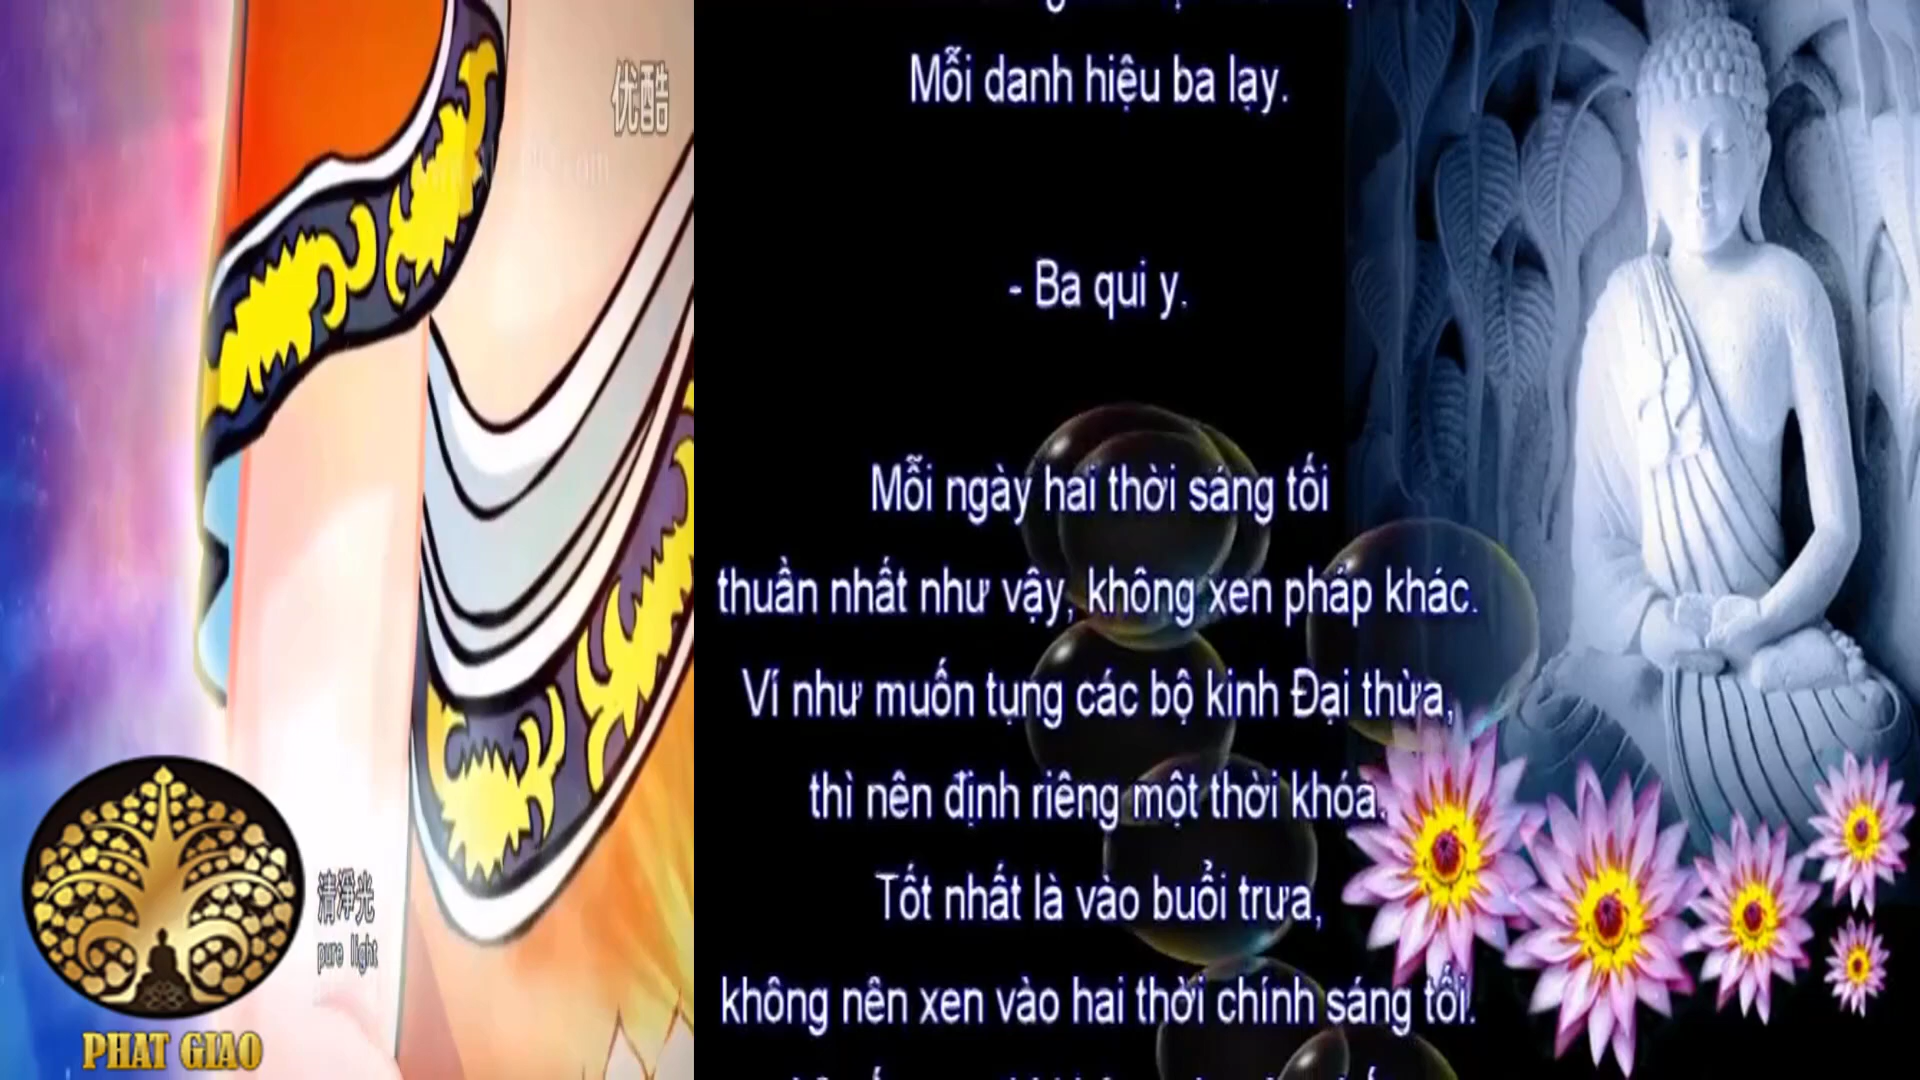 优酷
清淨光
pure light
PHAT GIAO
Mỗi danh hiệu ba lạy.
- Ba qui y.
Mỗi ngày hai thời sáng tối
thuần nhất như vậy, không xen pháp khác.
Ví như muốn tụng các bộ kinh Đại thừa,
thì nên định riêng một thời khóa.
Tốt nhất là vào buổi trưa,
không nên xen vào hai thời chính sáng tối.